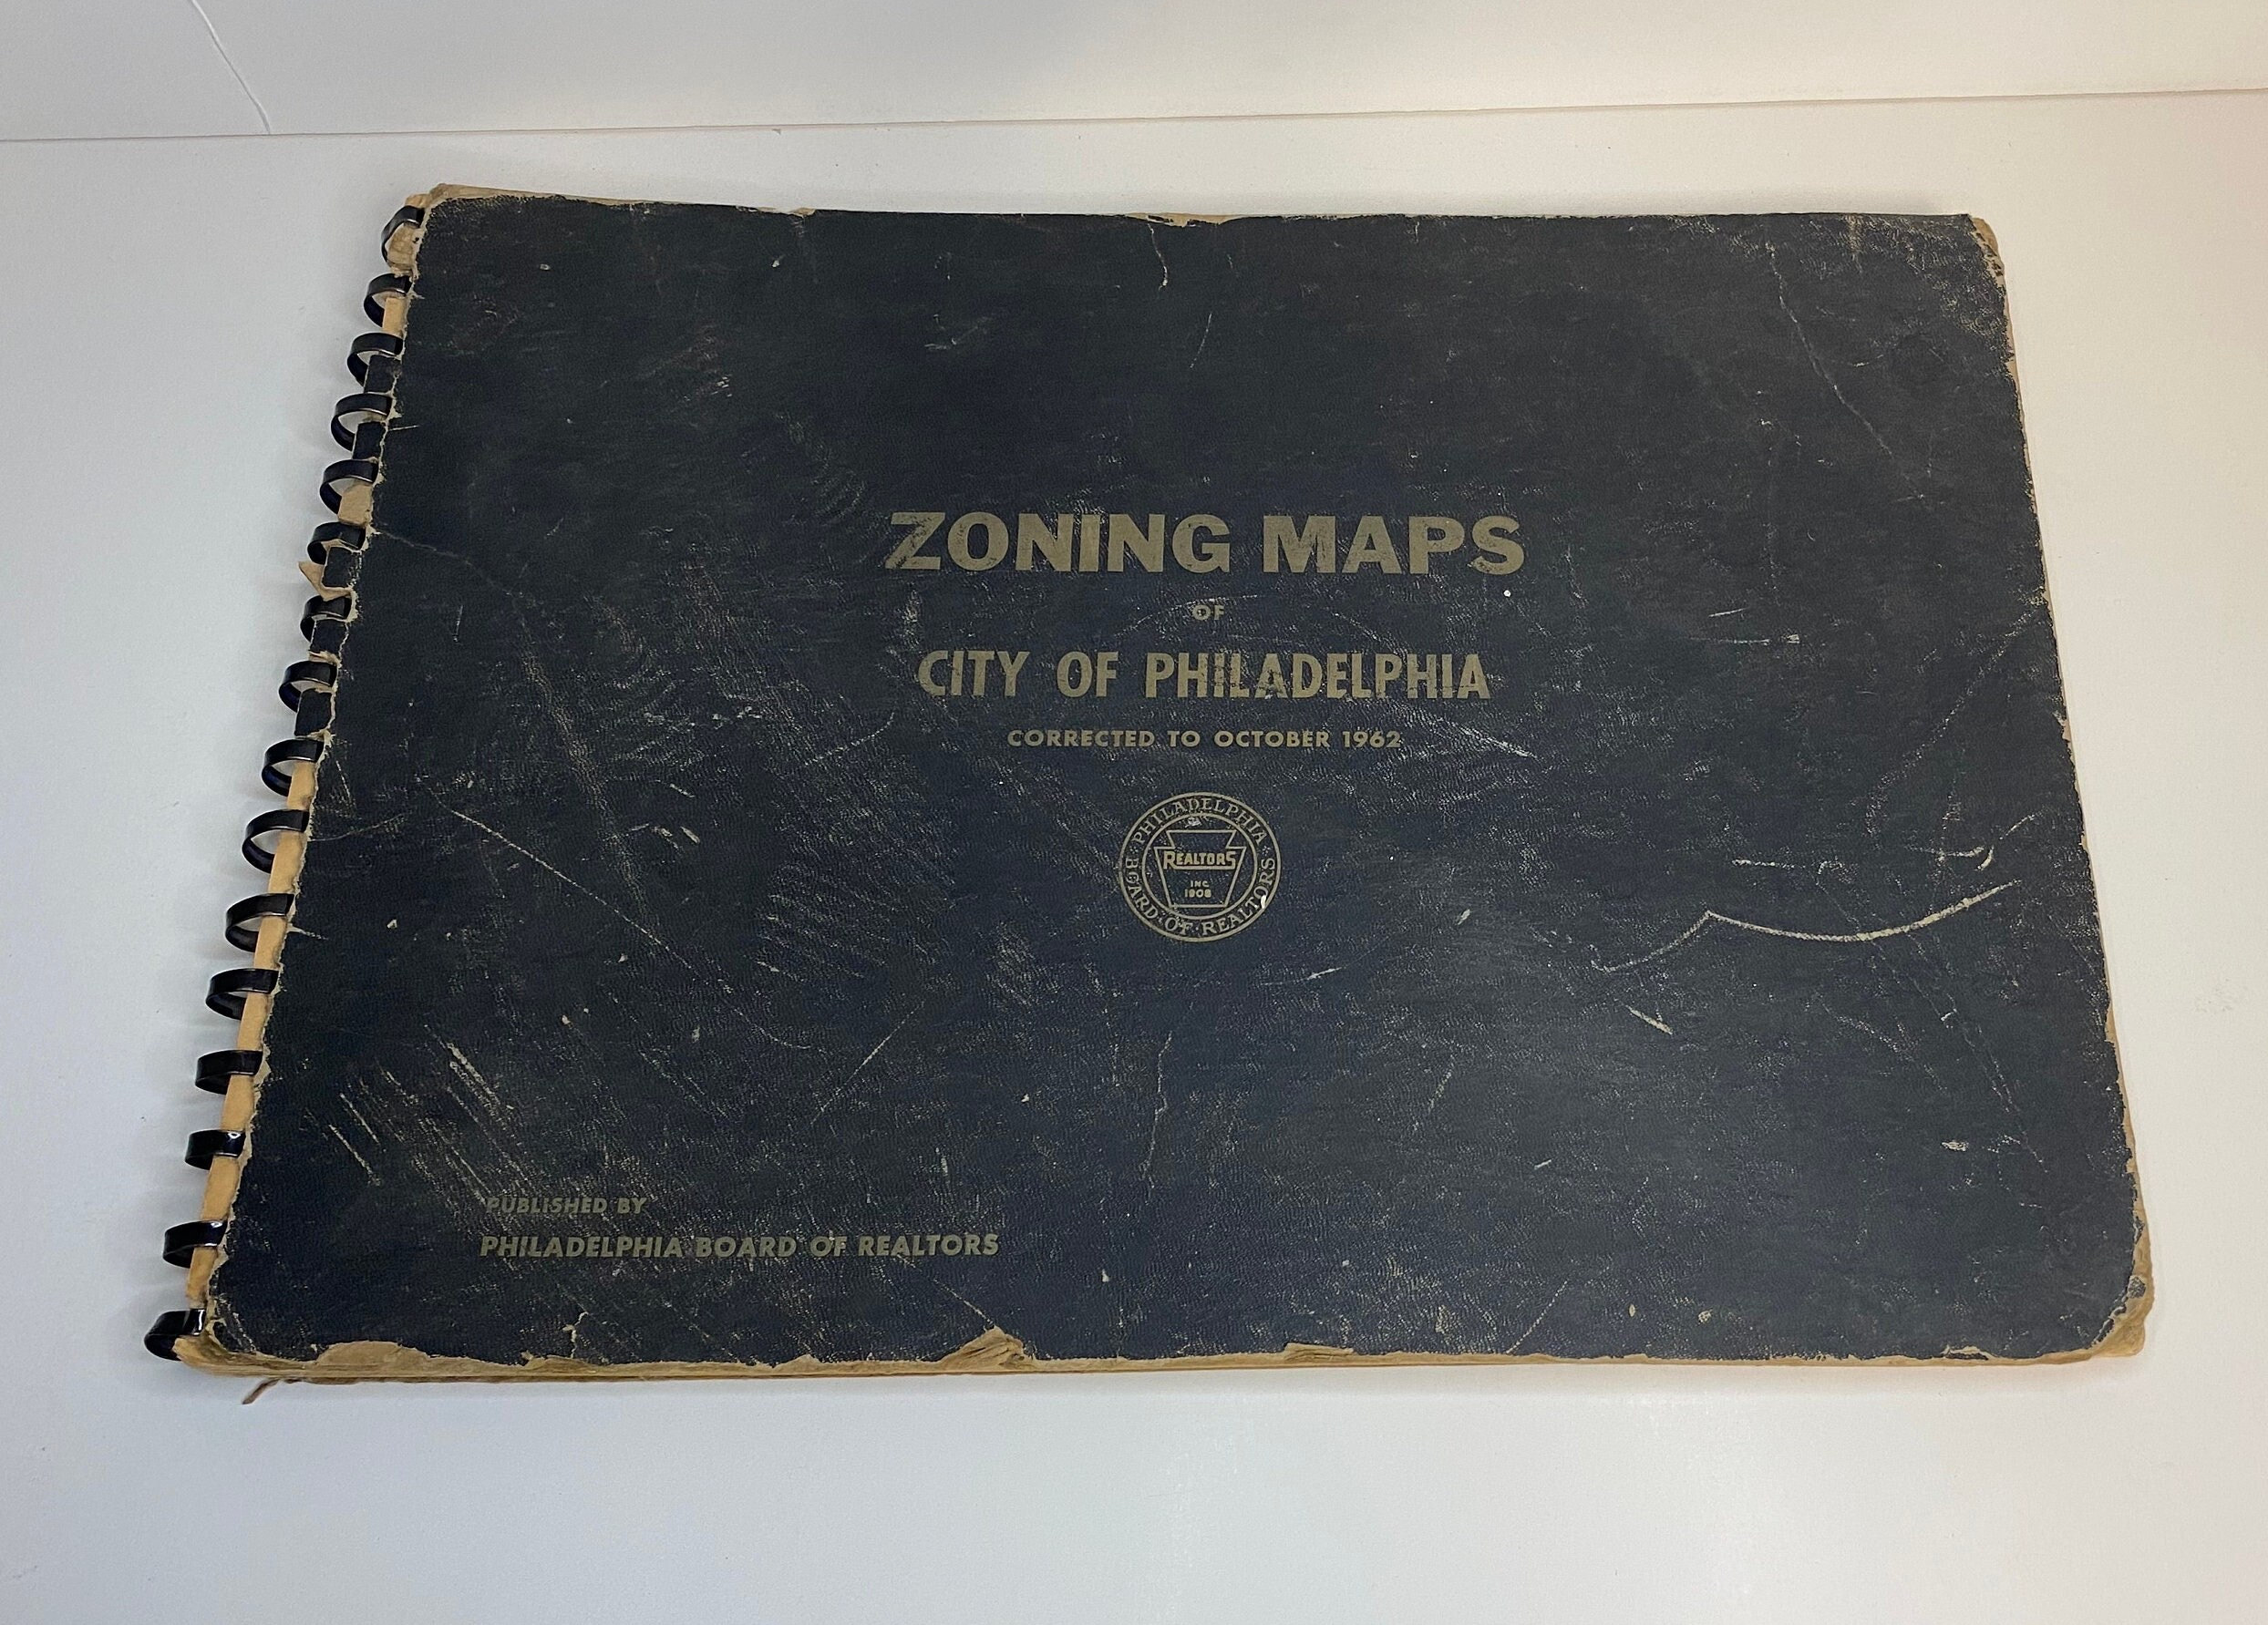 ZONING MAPS
OF
CITY OF PHILADELPHIA
CORRECTED TO OCTOBER 1962
PHILADELPHIA
BOARD · OF · REALTORS
REALTORS
INC
1908
PUBLISHED BY
PHILADELPHIA BOARD OF REALTORS